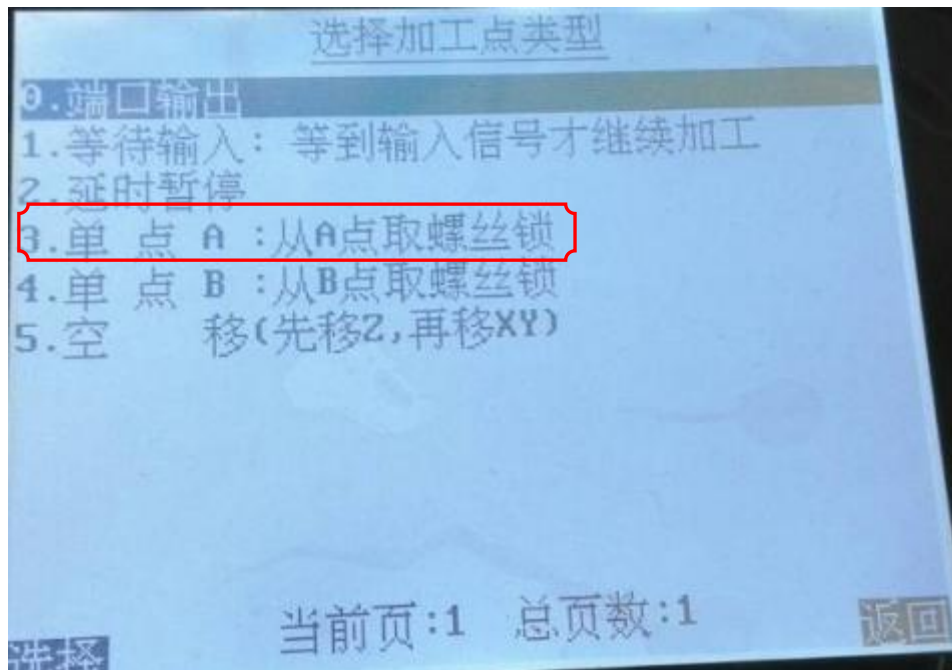 选择加工点类型
0.端口输出
1.等待输入: 等到输入信号才继续加工
2.延时暂停
3.单 点 A :从A点取螺丝锁
4.单 点 B :从B点取螺丝锁
5.空 移(先移Z,再移XY)
当前页:1 总页数:1
选择 返回